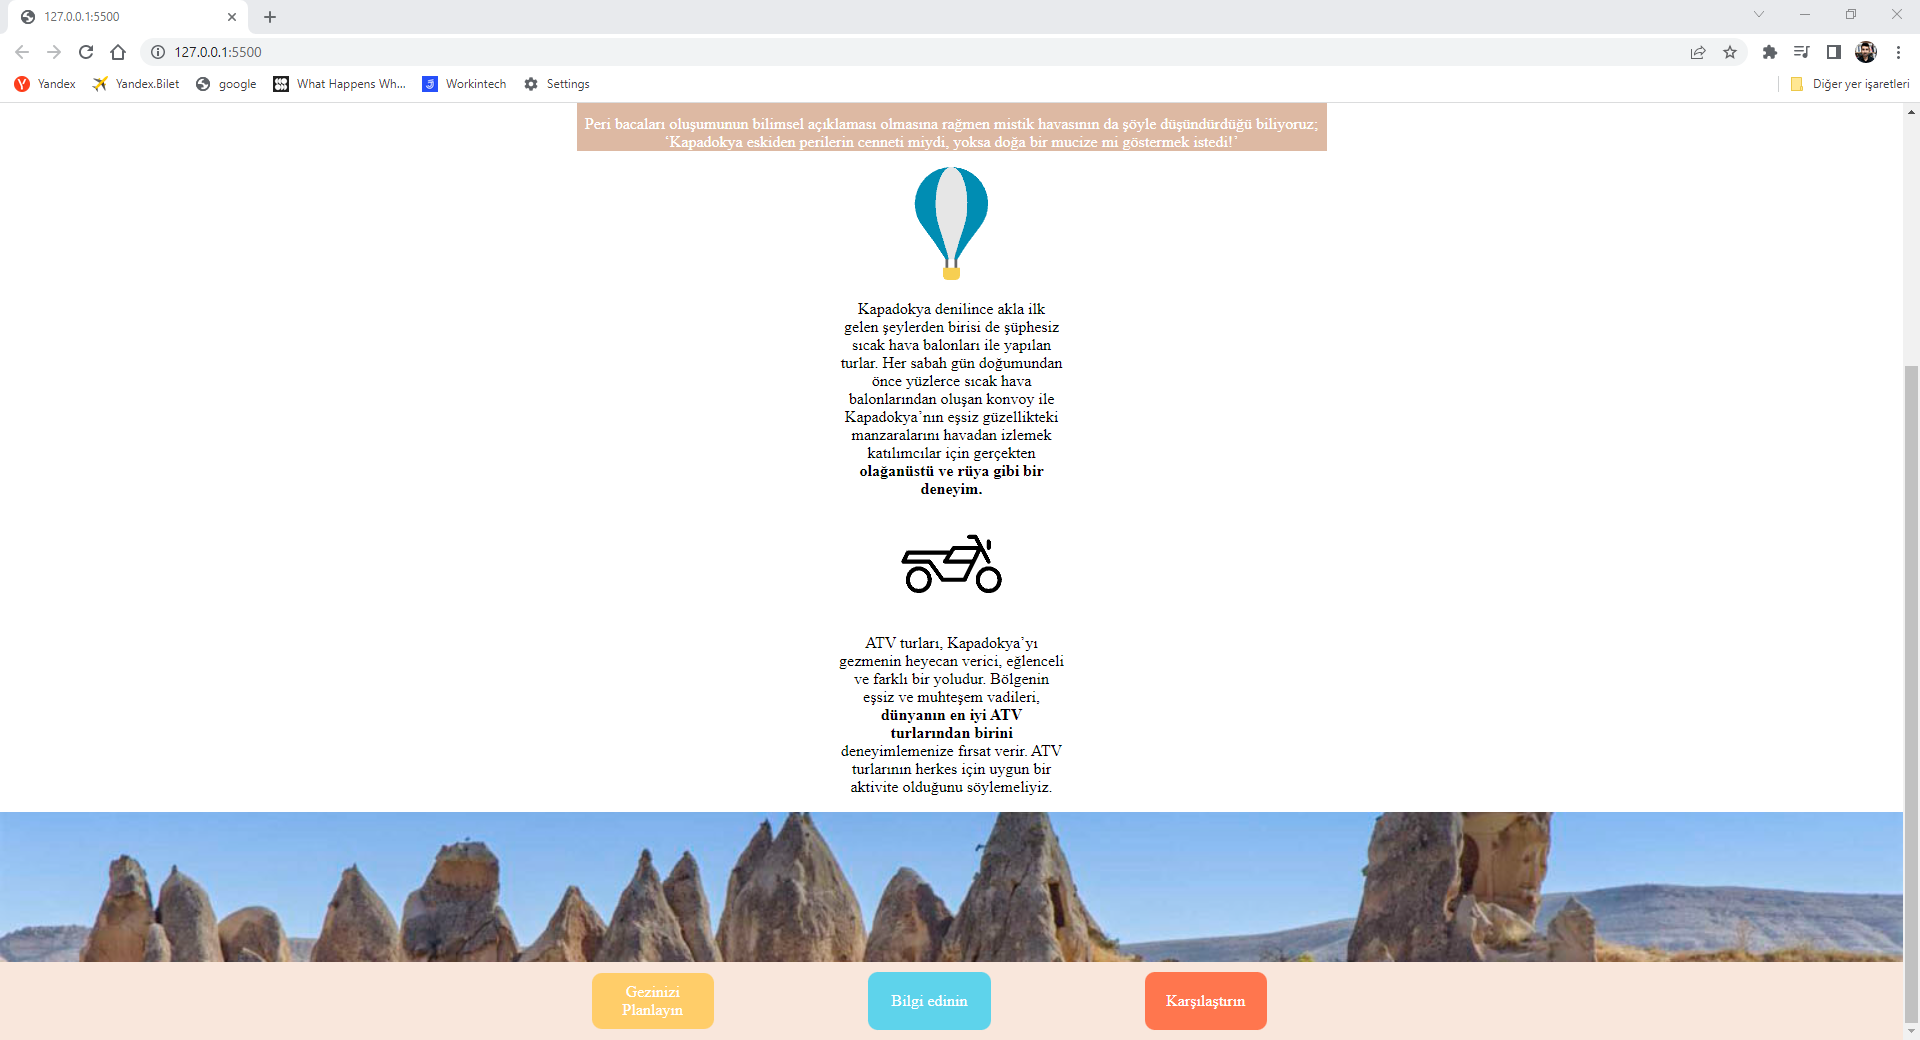 127.0.0.1:5500
127.0.0.1:5500
Yandex
Yandex.Bilet
google
What Happens Wh...
Workintech
Settings
Diğer yer işaretleri
Peri bacaları oluşumunun bilimsel açıklaması olmasına rağmen mistik havasının da şöyle düşündürdüğü biliyoruz;
‘Kapadokya eskiden perilerin cenneti miydi, yoksa doğa bir mucize mi göstermek istedi!’
Kapadokya denilince akla ilk
gelen şeylerden birisi de şüphesiz
sıcak hava balonları ile yapılan
turlar. Her sabah gün doğumundan
önce yüzlerce sıcak hava
balonlarından oluşan konvoy ile
Kapadokya’nın eşsiz güzellikteki
manzaralarını havadan izlemek
katılımcılar için gerçekten
olağanüstü ve rüya gibi bir
deneyim.
ATV turları, Kapadokya’yı
gezmenin heyecan verici, eğlenceli
ve farklı bir yoludur. Bölgenin
eşsiz ve muhteşem vadileri,
dünyanın en iyi ATV
turlarından birini
deneyimlemenize fırsat verir. ATV
turlarının herkes için uygun bir
aktivite olduğunu söylemeliyiz.
Gezinizi
Planlayın
Bilgi edinin
Karşılaştırın